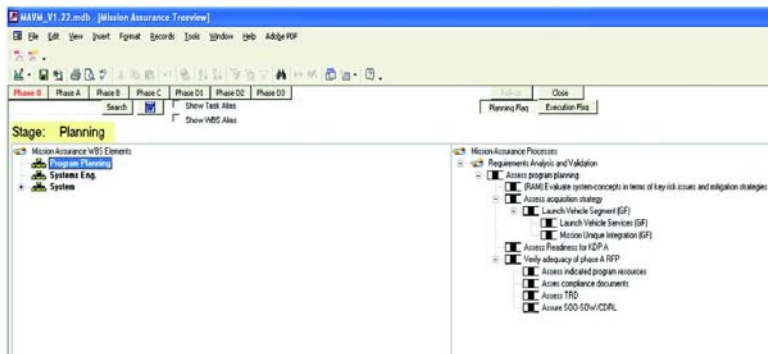 MAVM_V1.22.mdb - [Mission Assurance Treeview]
File Edit View Insert Format Records Tools Window Help Adobe PDF
Phase 0 Phase A Phase B Phase C Phase D1 Phase D2 Phase D3
Close
Search W Show Task Alias
Planning Flag Execution Flag
Show WBS Alias
Stage: Planning
Mission Assurance WBS Elements
Program Planning
Systems Eng.
System
Mission Assurance Processes
Requirements Analysis and Validation
Assess program planning
(RAM) Evaluate system-concepts in terms of key risk issues and mitigation strategies
Assess acquisition strategy
Launch Vehicle Segment (GF)
Launch Vehicle Services (GF)
Mission Unique Integration (GF)
Assess Readiness for KDP A
Verify adequacy of phase A RFP
Assess indicated program resources
Asses compliance documents
Assess TRD
Assure SOO-SOW/CDRL